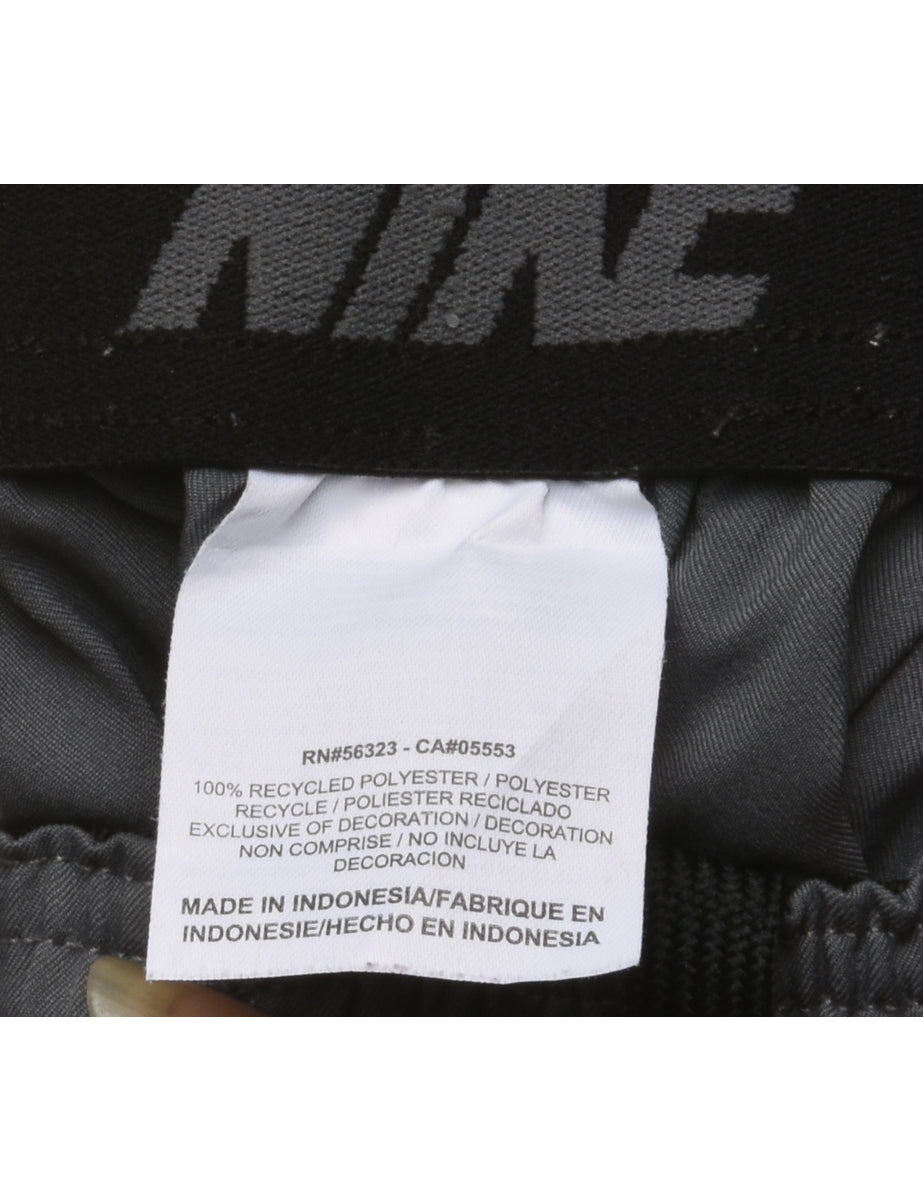 NIKE
RN#56323 - CA#05553
100% RECYCLED POLYESTER / POLYESTER
RECYCLE / POLIESTER RECICLADO
EXCLUSIVE OF DECORATION / DECORATION
NON COMPRISE / NO INCLUYE LA
DECORACION
MADE IN INDONESIA/FABRIQUE EN
INDONESIE/HECHO EN INDONESIA